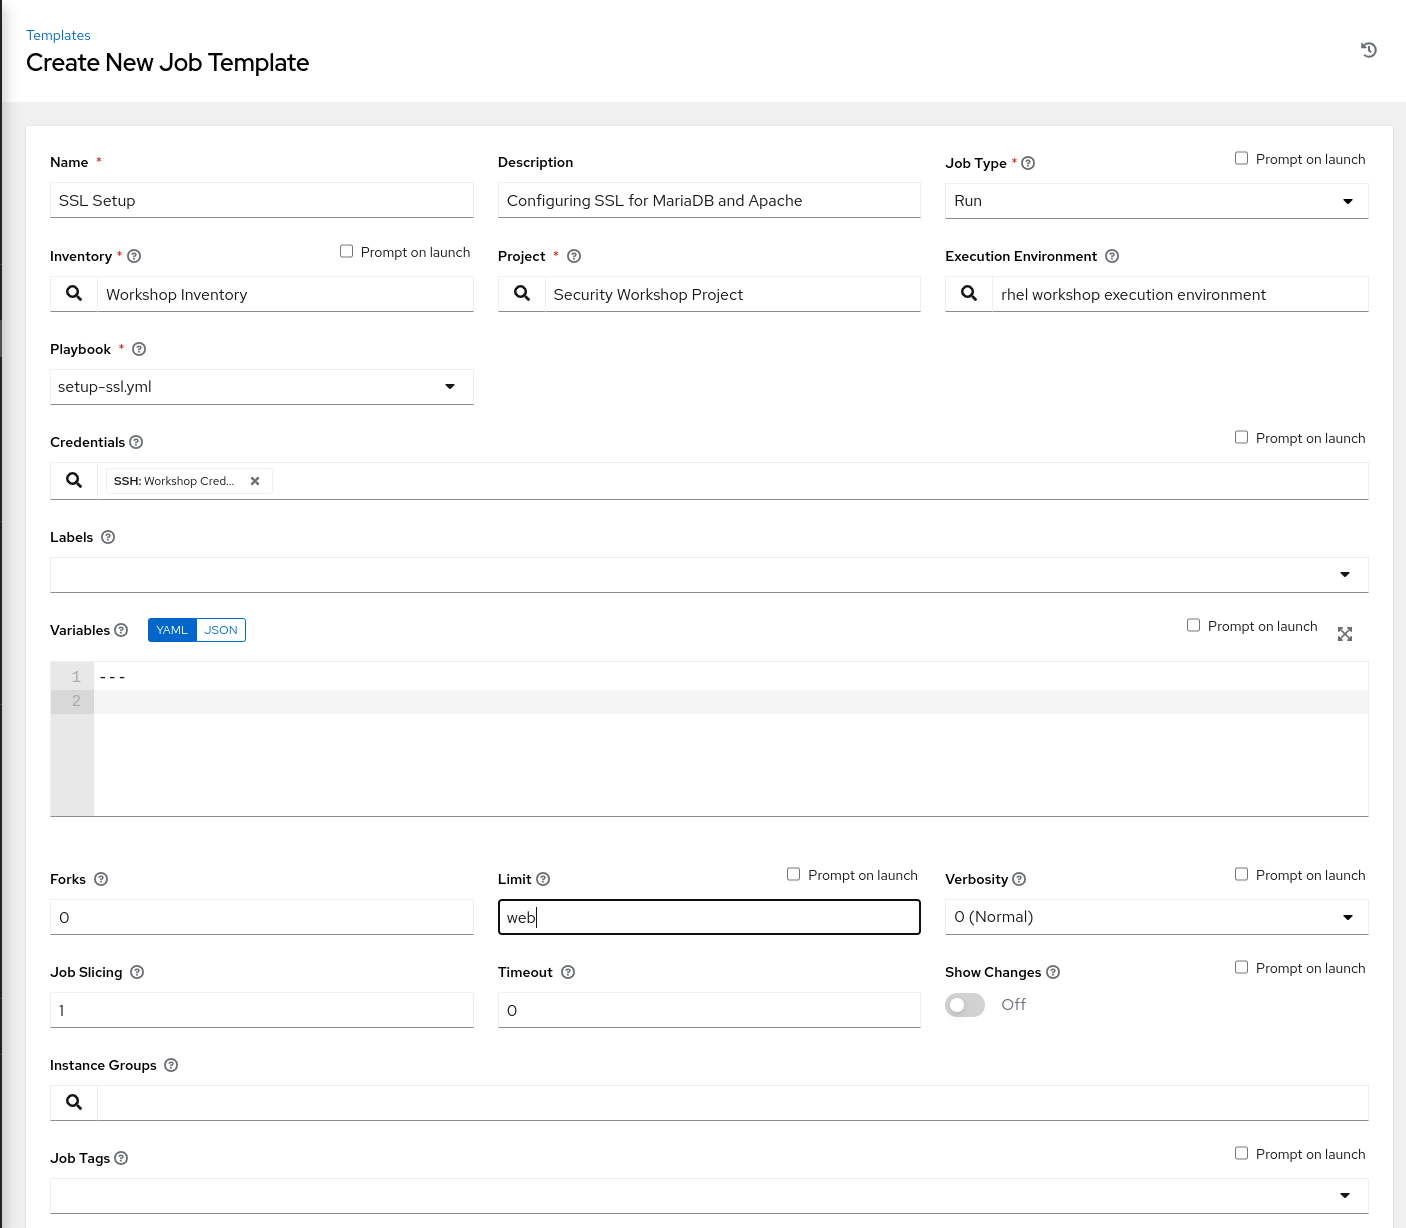 Templates
Create New Job Template
Name *
Description
Job Type *
Prompt on launch
SSL Setup
Configuring SSL for MariaDB and Apache
Run
Inventory *
Prompt on launch
Project *
Execution Environment
Workshop Inventory
Security Workshop Project
rhel workshop execution environment
Playbook *
setup-ssl.yml
Credentials
Prompt on launch
SSH: Workshop Cred...
Labels
Variables
YAML
JSON
Prompt on launch
1 ---
2
Forks
Limit
Prompt on launch
Verbosity
Prompt on launch
0
web
0 (Normal)
Job Slicing
Timeout
Show Changes
Prompt on launch
1
0
Off
Instance Groups
Job Tags
Prompt on launch